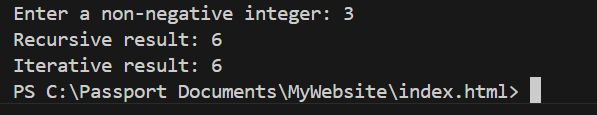 Enter a non-negative integer: 3
Recursive result: 6
Iterative result: 6
PS C:\Passport Documents\MyWebsite\index.html>